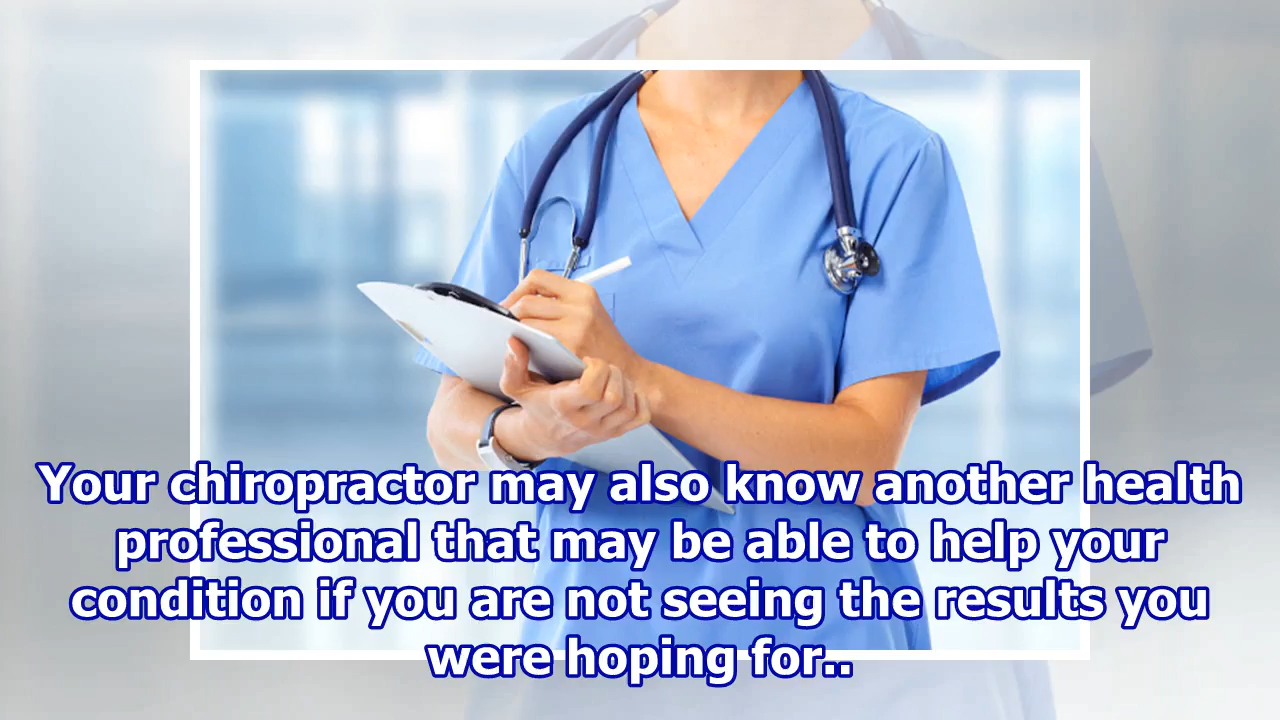 Your chiropractor may also know another health
professional that may be able to help your
condition if you are not seeing the results you
were hoping for..